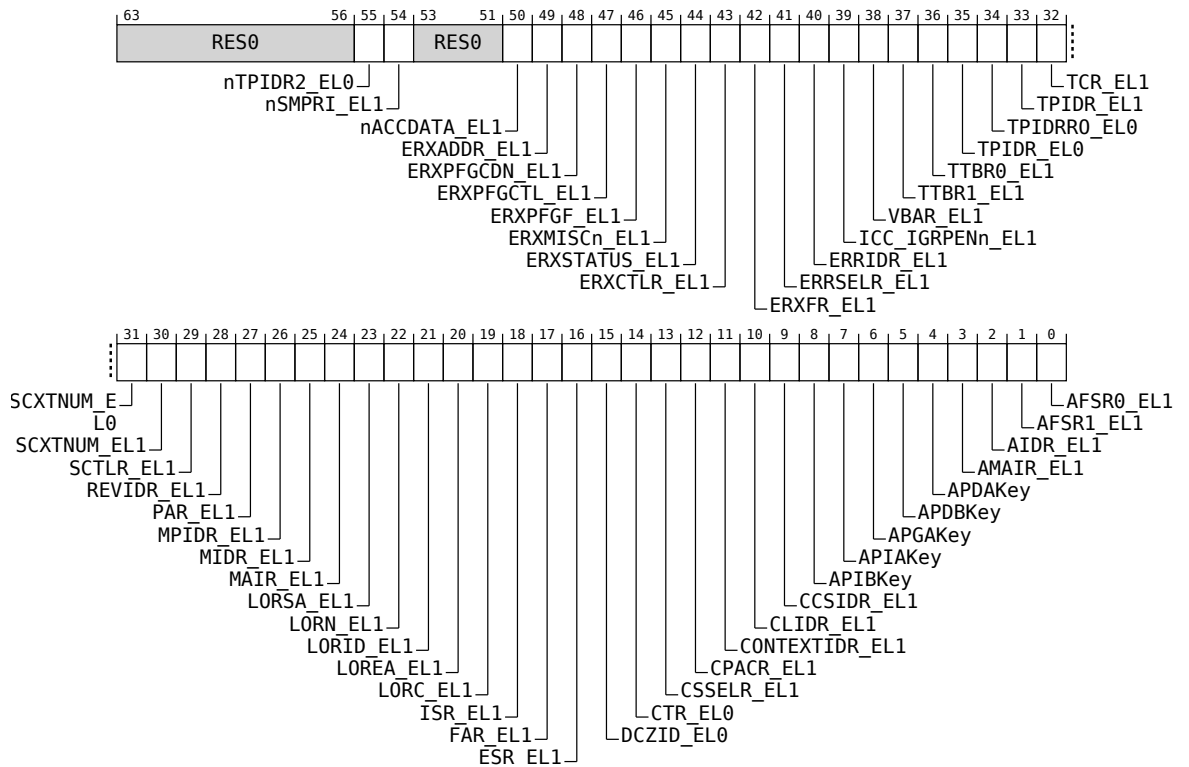 63 56 55 54 53 51 50 49 48 47 46 45 44 43 42 41 40 39 38 37 36 35 34 33 32
RES0 RES0
nTPIDR2_EL0 TCR_EL1
nSMPRI_EL1 TPIDR_EL1
nACCDATA_EL1 TPIDRRO_EL0
ERXADDR_EL1 TPIDR_EL0
ERXPFGCDN_EL1 TTBR0_EL1
ERXPFGCTL_EL1 TTBR1_EL1
ERXPFGF_EL1 VBAR_EL1
ERXMISCn_EL1 ICC_IGRPENn_EL1
ERXSTATUS_EL1 ERRIDR_EL1
ERXCTLR_EL1 ERRSELR_EL1
ERXFR_EL1
31 30 29 28 27 26 25 24 23 22 21 20 19 18 17 16 15 14 13 12 11 10 9 8 7 6 5 4 3 2 1 0
SCXTNUM_E AFSR0_EL1
L0 AFSR1_EL1
SCXTNUM_EL1 AIDR_EL1
SCTLR_EL1 AMAIR_EL1
REVIDR_EL1 APDAKey
PAR_EL1 APDBKey
MPIDR_EL1 APGAKey
MIDR_EL1 APIAKey
MAIR_EL1 APIBKey
LORSA_EL1 CCSIDR_EL1
LORN_EL1 CLIDR_EL1
LORID_EL1 CONTEXTIDR_EL1
LOREA_EL1 CPACR_EL1
LORC_EL1 CSSELR_EL1
ISR_EL1 CTR_EL0
FAR_EL1 DCZID_EL0
ESR_EL1